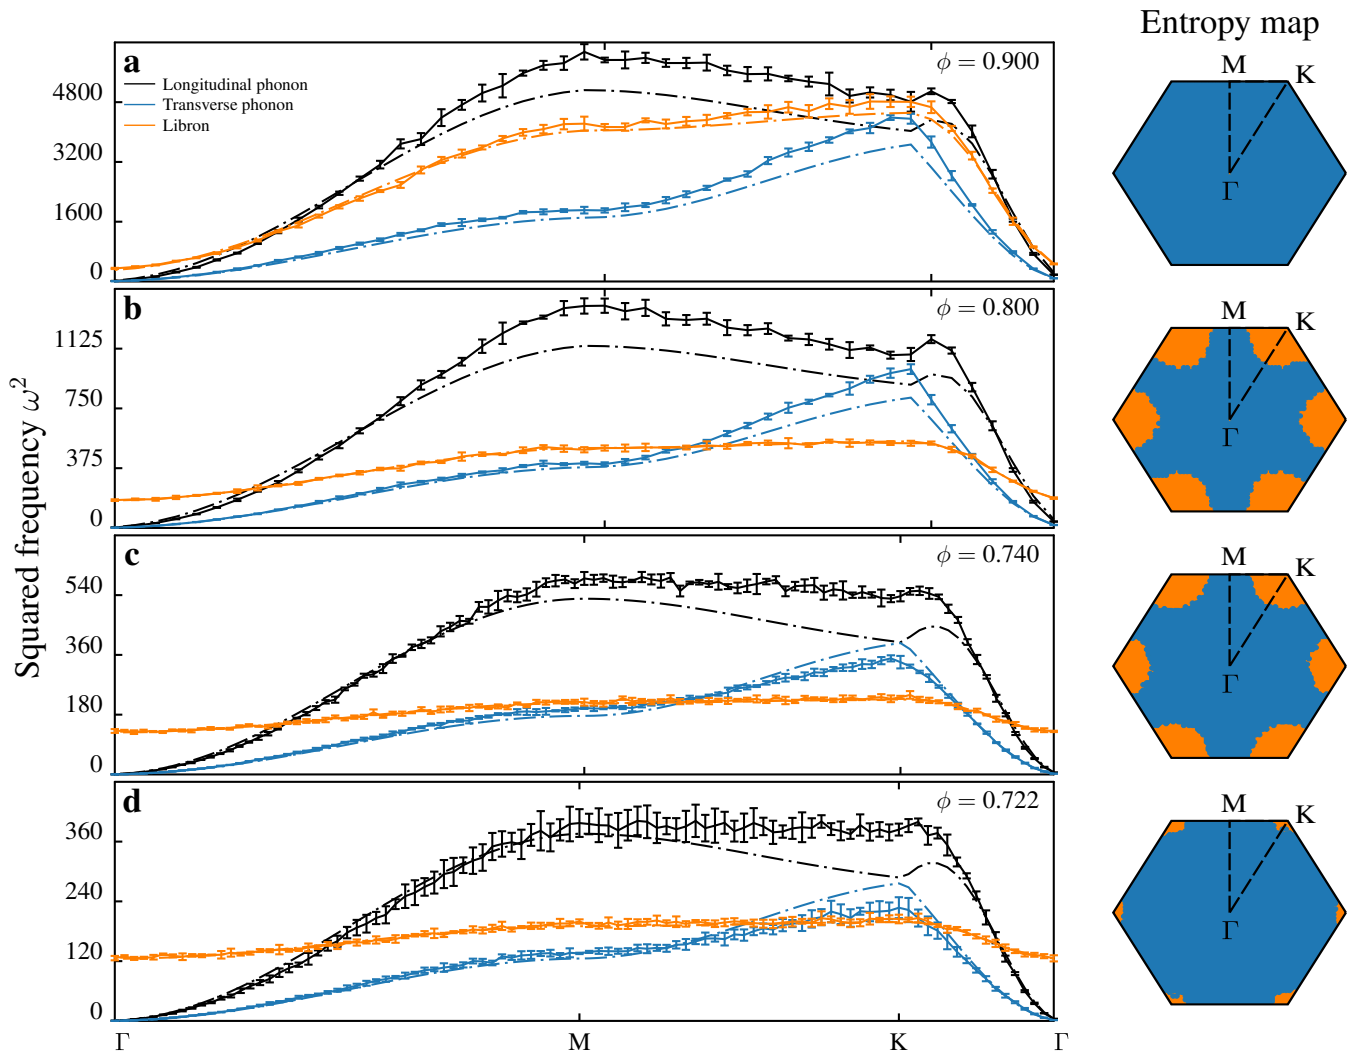 Entropy map
a
Longitudinal phonon
Transverse phonon
Libron
ϕ = 0.900
4800
3200
1600
0
M
K
Γ
b
ϕ = 0.800
1125
750
375
0
M
K
Γ
Squared frequency ω²
c
ϕ = 0.740
540
360
180
0
M
K
Γ
d
ϕ = 0.722
360
240
120
0
M
K
Γ
Γ
M
K
Γ